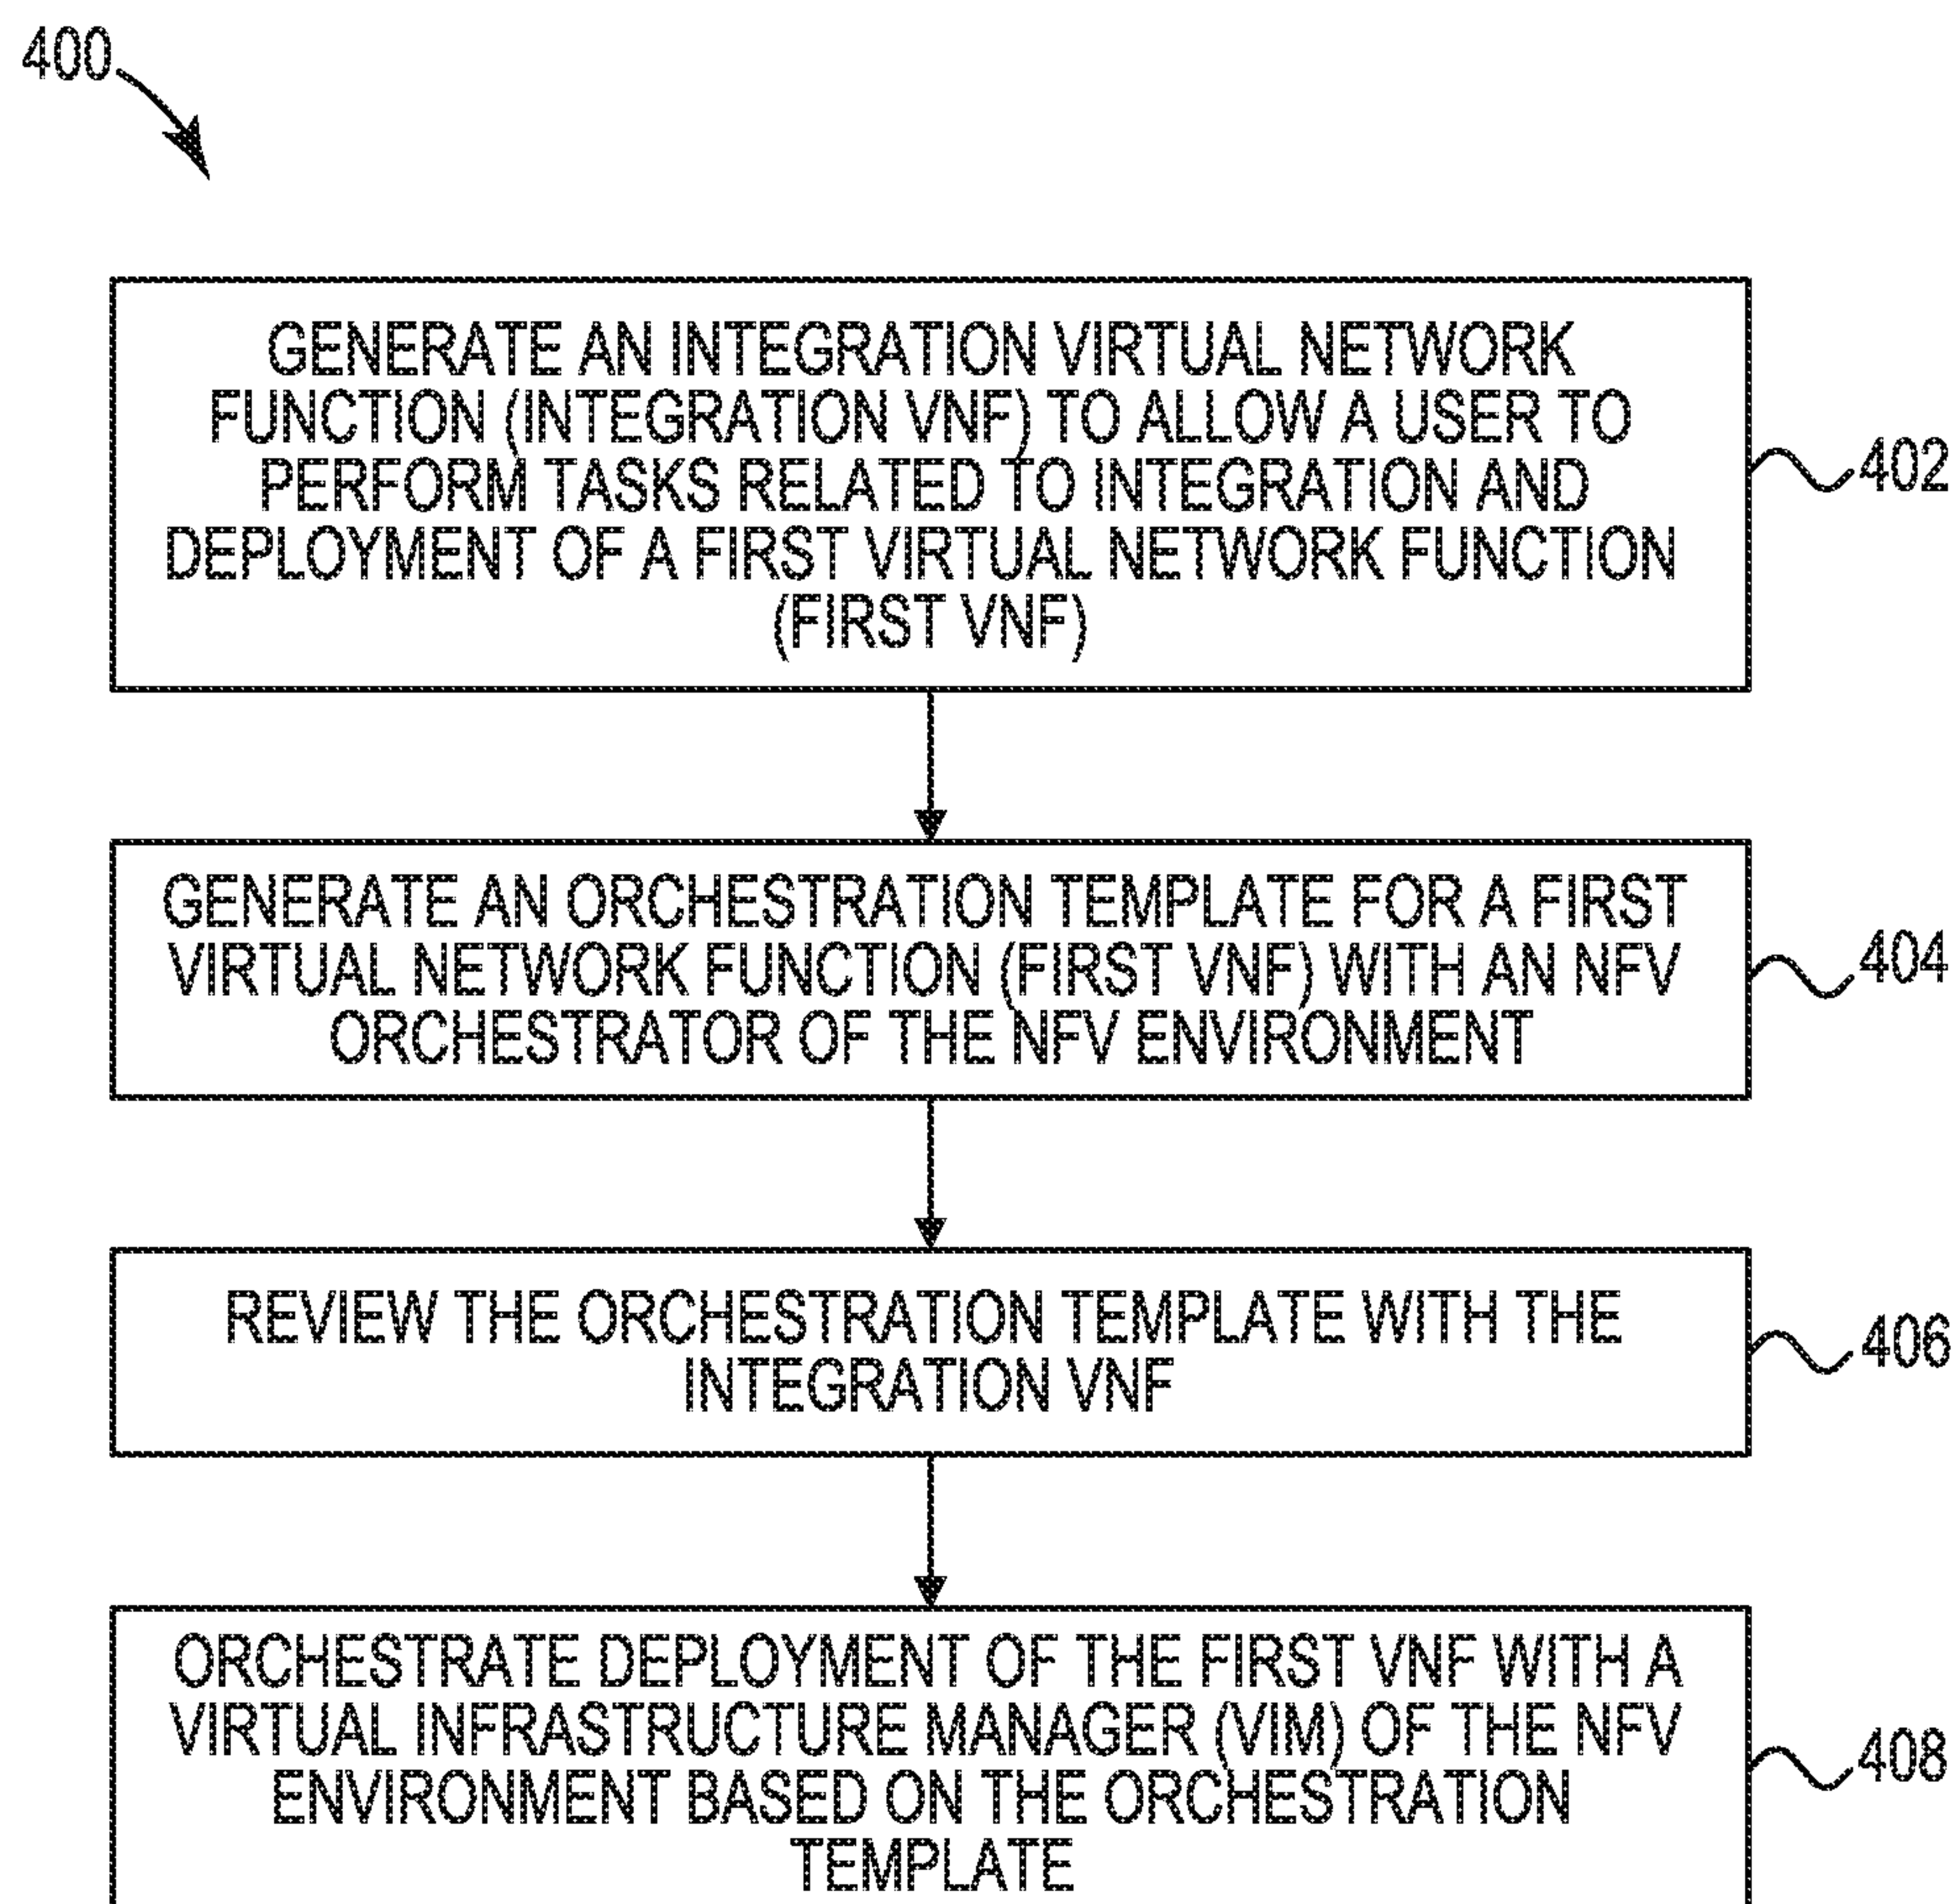 400
GENERATE AN INTEGRATION VIRTUAL NETWORK
FUNCTION (INTEGRATION VNF) TO ALLOW A USER TO
PERFORM TASKS RELATED TO INTEGRATION AND
DEPLOYMENT OF A FIRST VIRTUAL NETWORK FUNCTION
(FIRST VNF)
402
GENERATE AN ORCHESTRATION TEMPLATE FOR A FIRST
VIRTUAL NETWORK FUNCTION (FIRST VNF) WITH AN NFV
ORCHESTRATOR OF THE NFV ENVIRONMENT
404
REVIEW THE ORCHESTRATION TEMPLATE WITH THE
INTEGRATION VNF
406
ORCHESTRATE DEPLOYMENT OF THE FIRST VNF WITH A
VIRTUAL INFRASTRUCTURE MANAGER (VIM) OF THE NFV
ENVIRONMENT BASED ON THE ORCHESTRATION
TEMPLATE
408